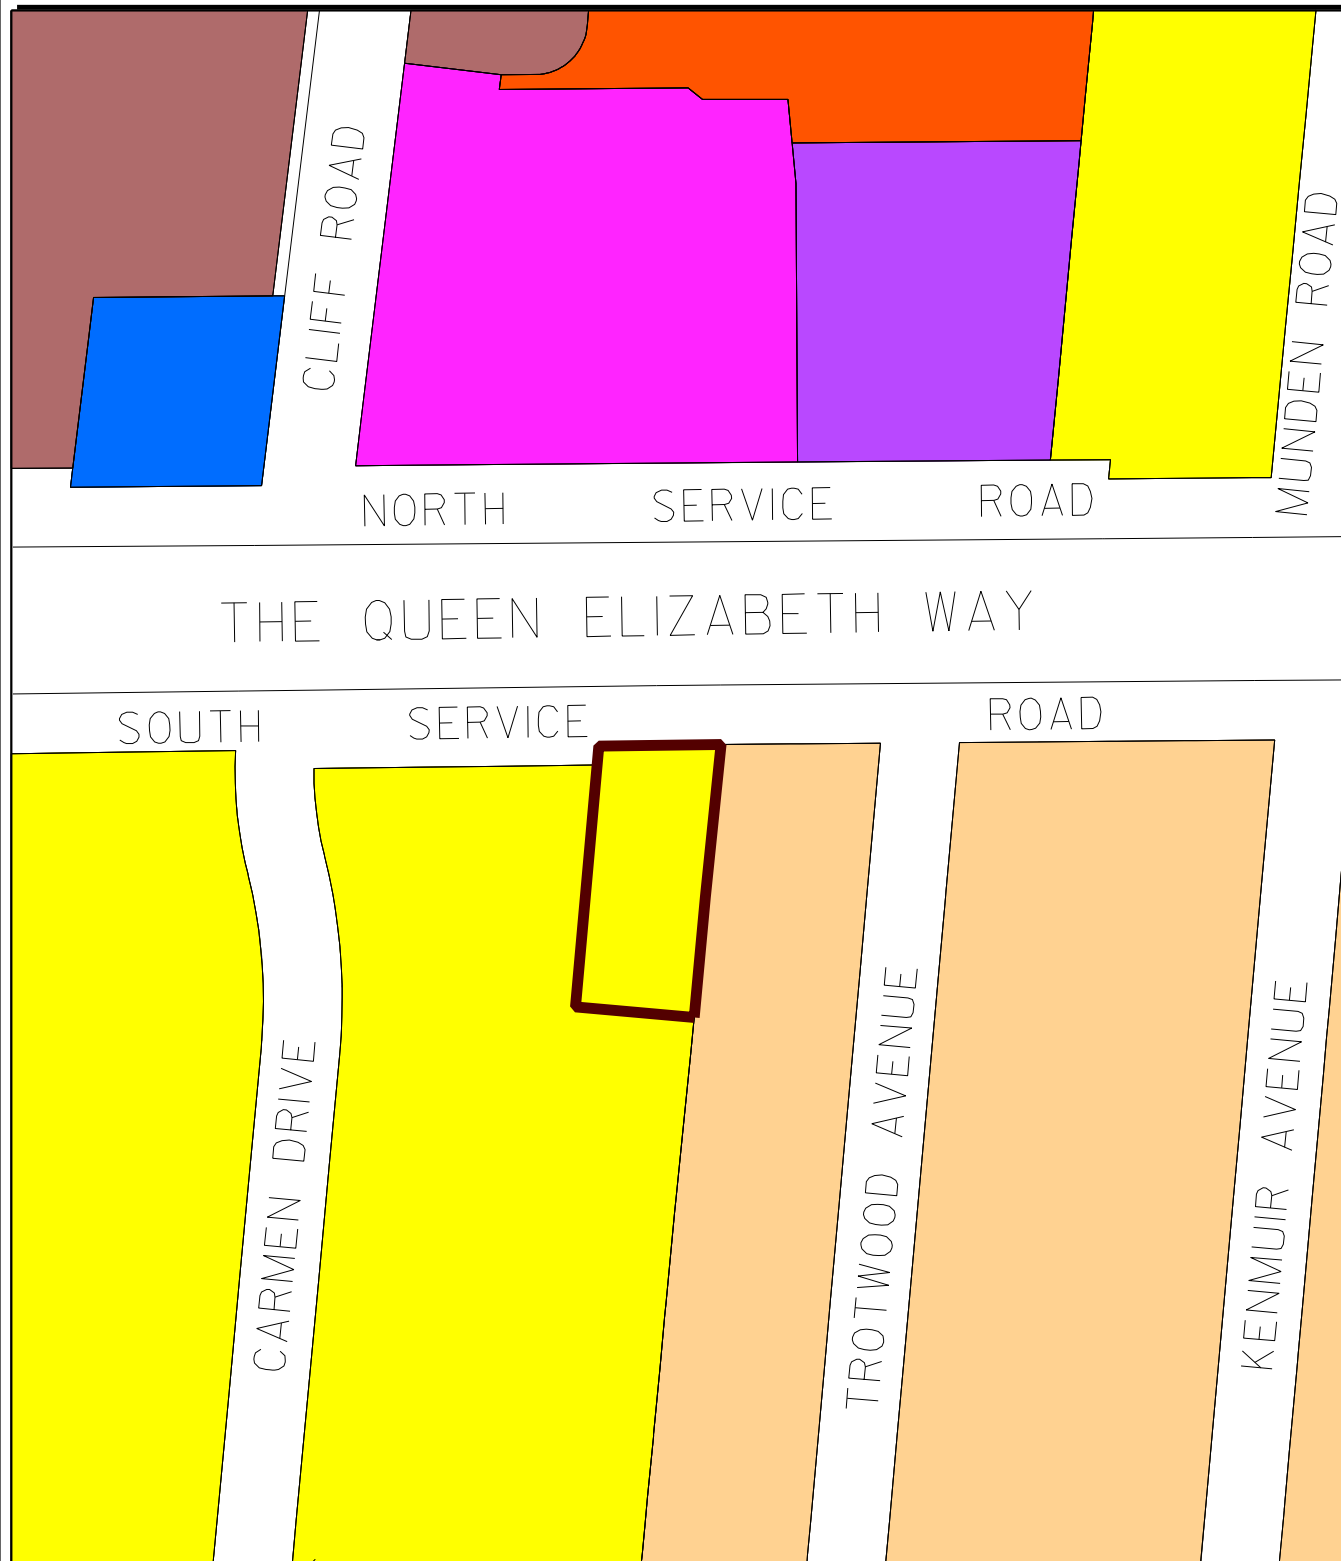 CLIFF ROAD
MUNDEN ROAD
NORTH SERVICE ROAD
THE QUEEN ELIZABETH WAY
SOUTH SERVICE ROAD
CARMEN DRIVE
TROTWOOD AVENUE
KENMUIR AVENUE